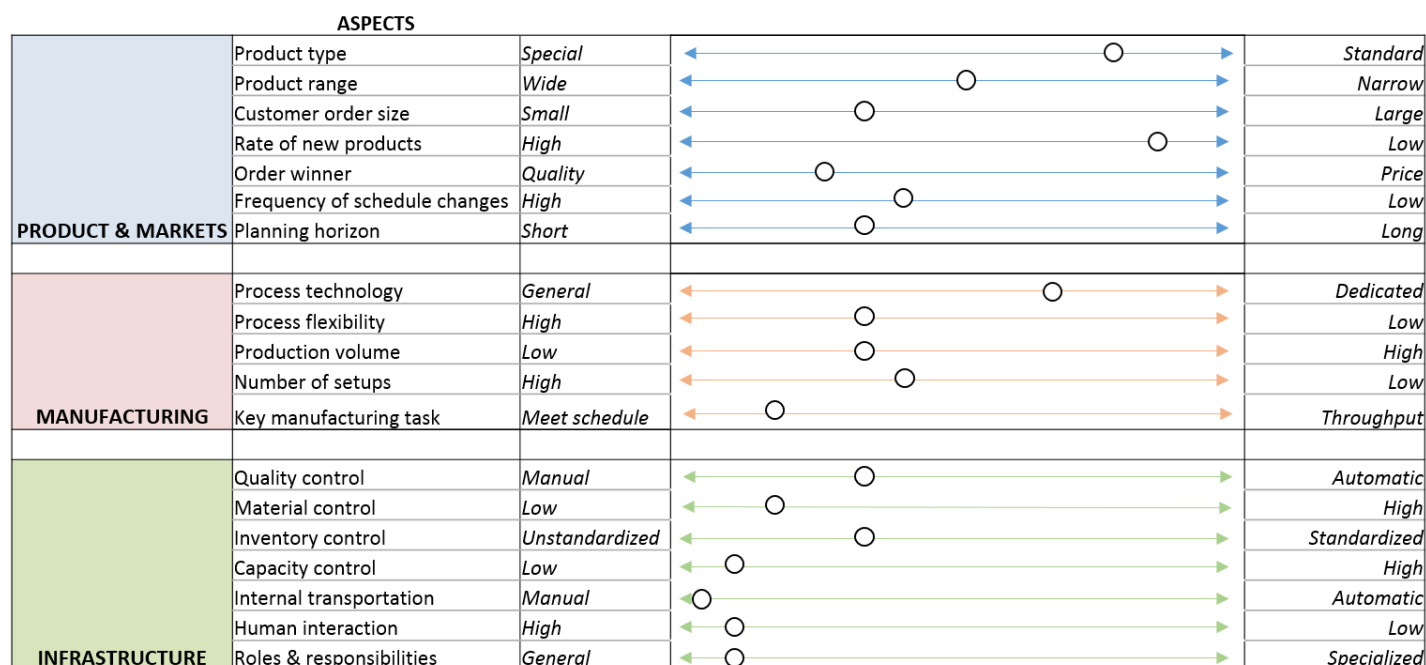 ASPECTS
Product type Special Standard
Product range Wide Narrow
Customer order size Small Large
Rate of new products High Low
Order winner Quality Price
Frequency of schedule changes High Low
PRODUCT & MARKETS Planning horizon Short Long
Process technology General Dedicated
Process flexibility High Low
Production volume Low High
Number of setups High Low
MANUFACTURING Key manufacturing task Meet schedule Throughput
Quality control Manual Automatic
Material control Low High
Inventory control Unstandardized Standardized
Capacity control Low High
Internal transportation Manual Automatic
Human interaction High Low
INFRASTRUCTURE Roles & responsibilities General Specialized